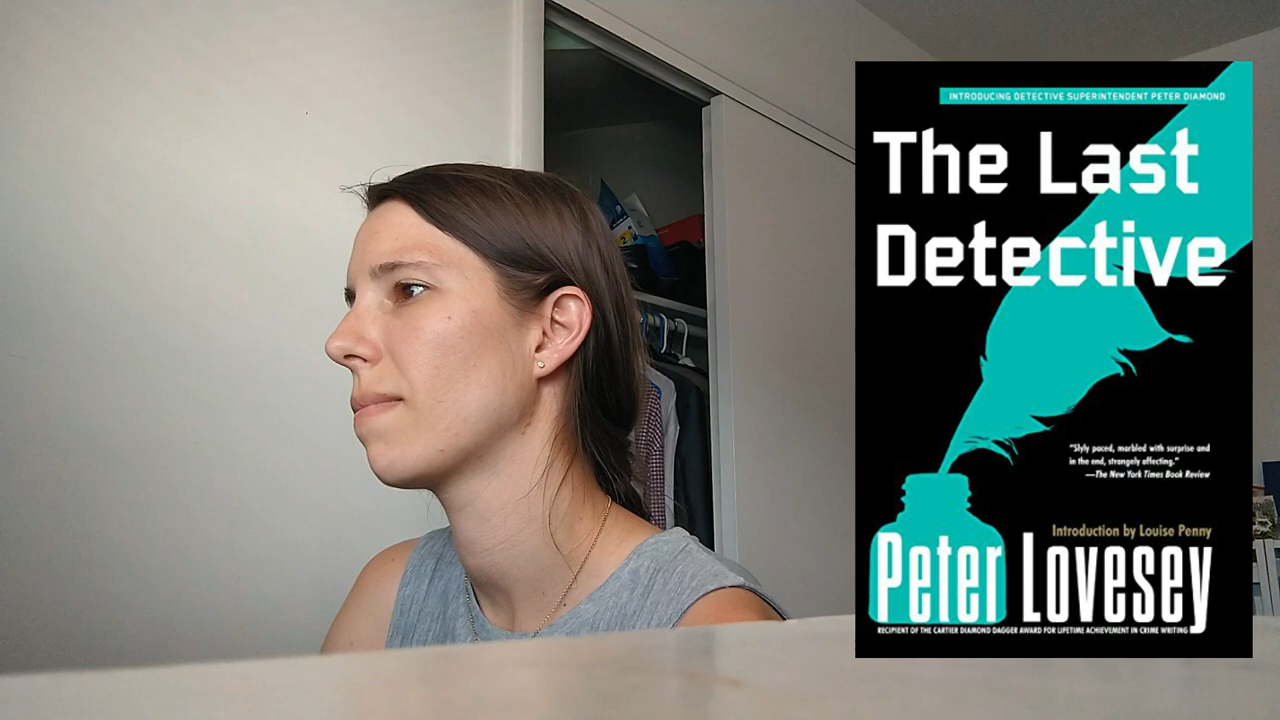 INTRODUCING DETECTIVE SUPERINTENDENT PETER DIAMOND
The Last
Detective
“Slyly paced, marbled with surprise and
in the end, strangely affecting.”
—The New York Times Book Review
Introduction by Louise Penny
Peter Lovesey
RECIPIENT OF THE CARTIER DIAMOND DAGGER AWARD FOR LIFETIME ACHIEVEMENT IN CRIME WRITING